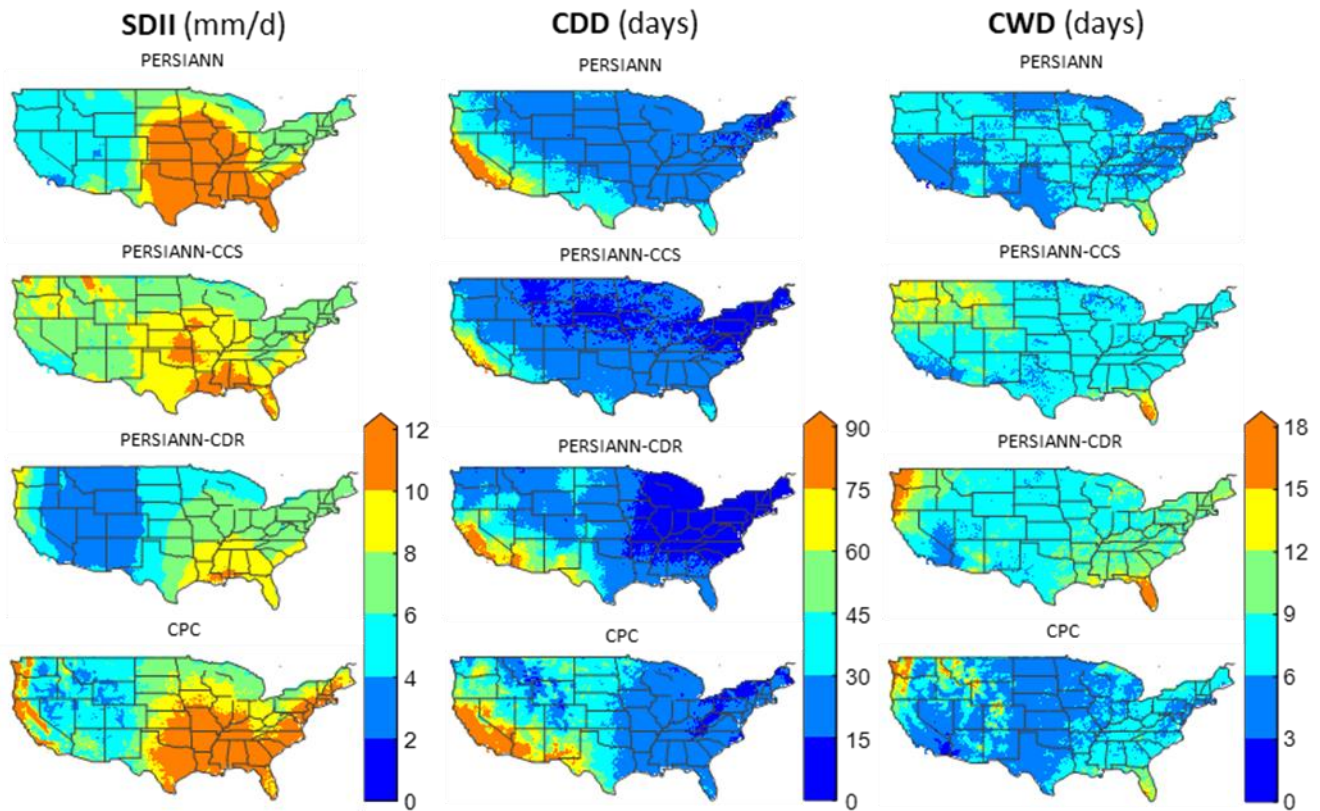 SDII (mm/d)
CDD (days)
CWD (days)
PERSIANN
PERSIANN
PERSIANN
PERSIANN-CCS
PERSIANN-CCS
PERSIANN-CCS
PERSIANN-CDR
PERSIANN-CDR
PERSIANN-CDR
CPC
CPC
CPC
12
10
8
6
4
2
0
90
75
60
45
30
15
0
18
15
12
9
6
3
0